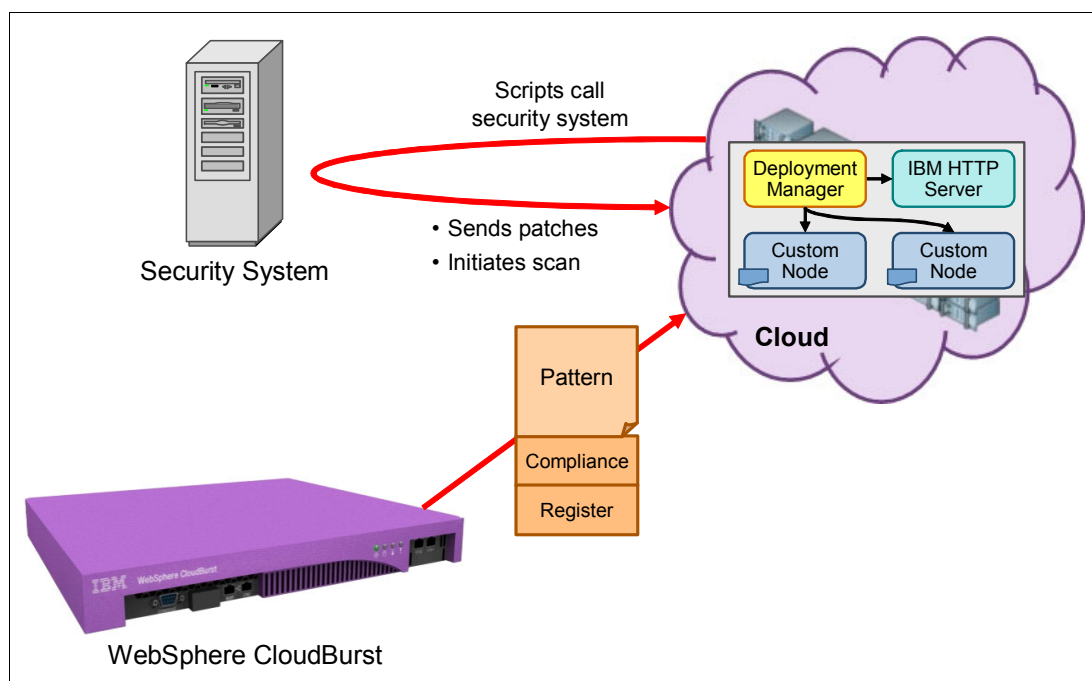 Scripts call
security system
Deployment
Manager
IBM HTTP
Server
• Sends patches
• Initiates scan
Custom
Node
Custom
Node
Security System
Cloud
Pattern
Compliance
Register
IBM WebSphere CloudBurst
WebSphere CloudBurst